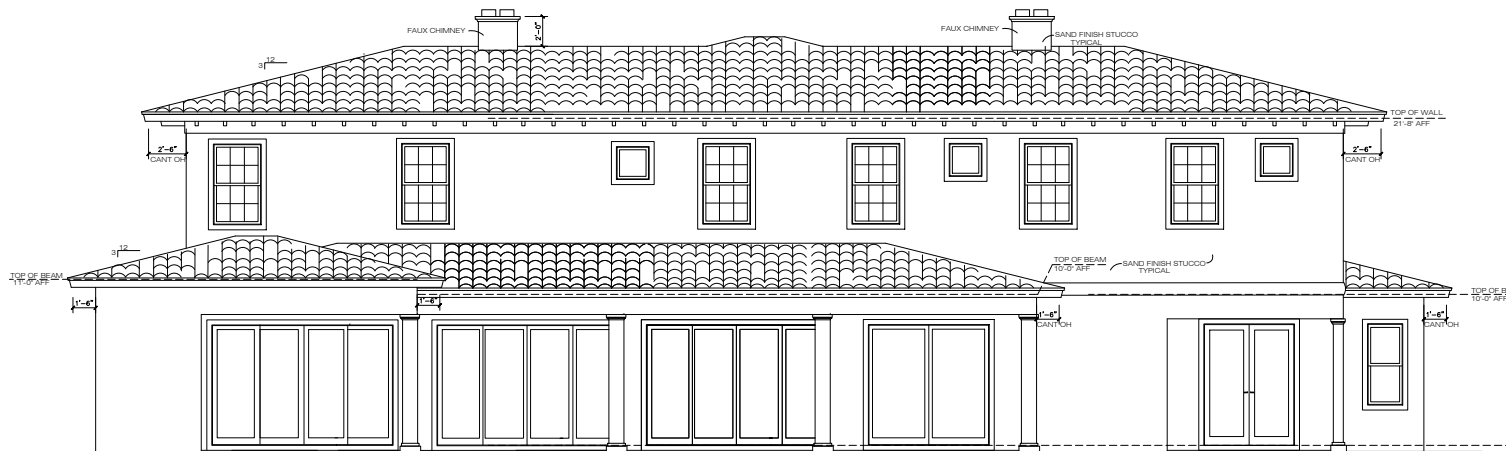 FAUX CHIMNEY
2'-0"
FAUX CHIMNEY
SAND FINISH STUCCO
TYPICAL
12
3
TOP OF WALL
21'-8" AFF
2'-6"
CANT OH
2'-6"
CANT OH
12
3
TOP OF BEAM
11'-0" AFF
TOP OF BEAM
10'-0" AFF
SAND FINISH STUCCO
TYPICAL
TOP OF B
10'-0" AFF
1'-6"
1'-6"
1'-6"
CANT OH
1'-6"
CANT OH